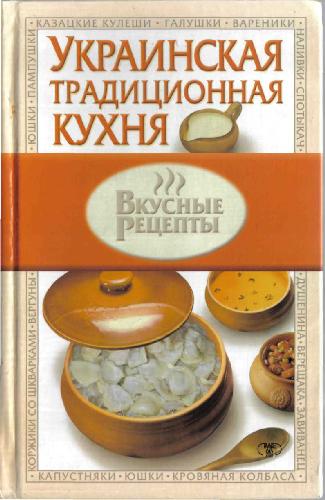 КАЗАЦКИЕ КУЛЕШИ · ГАЛУШКИ · ВАРЕНИКИ
НАЛИВКИ · СПОТЫКАЧ
ЮШКИ · ПАМПУШКИ
УКРАИНСКАЯ
ТРАДИЦИОННАЯ
КУХНЯ
ВКУСНЫЕ
РЕЦЕПТЫ
ДУШЕНИНА · ВЕРЕЩАКА · ЗАВИВАНЕЦ
КОРЖИКИ СО ШКВАРКАМИ · ВЕРГУНЫ
КАПУСТНЯКИ · ЮШКИ · КРОВЯНАЯ КОЛБАСА